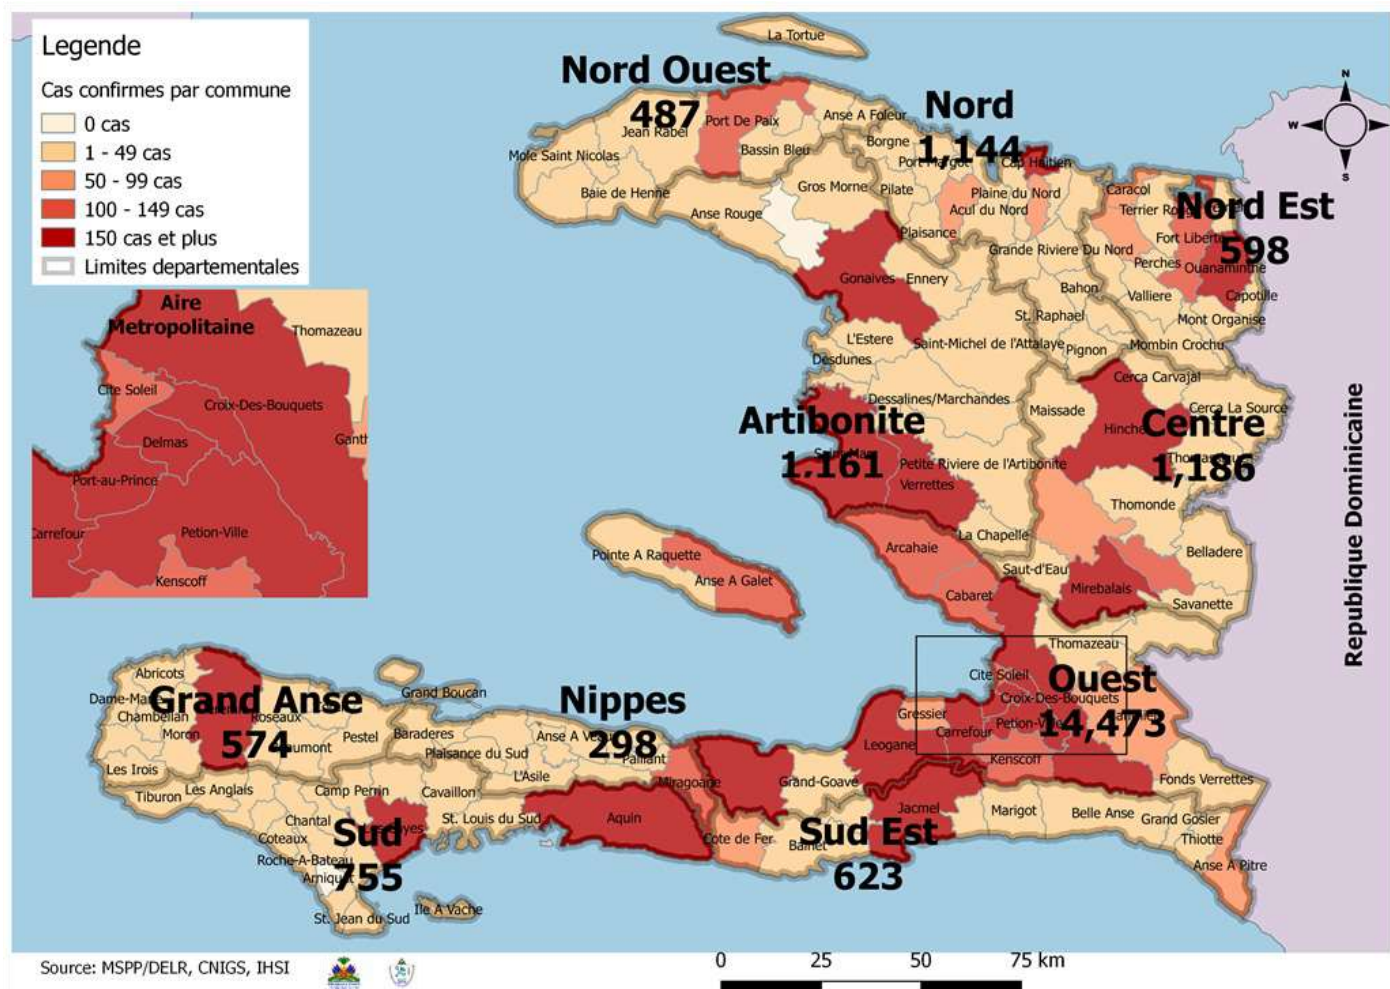 Legende
Cas confirmes par commune
0 cas
1 - 49 cas
50 - 99 cas
100 - 149 cas
150 cas et plus
Limites departementales
Aire
Metropolitaine
Thomazeau
Cite Soleil
Croix-Des-Bouquets
Delmas
Port-au-Prince
Carrefour
Petion-Ville
Kenscoff
La Tortue
Nord Ouest
487
Port De Paix
Jean Rabel
Anse A Foleur
Bassin Bleu
Mole Saint Nicolas
Baie de Henne
Nord
1,144
Borgne
Port Margot
Cap Haitien
Gros Morne
Pilate
Plaine du Nord
Acul du Nord
Anse Rouge
Plaisance
Caracol
Terrier Rouge
Nord Est
598
Fort Liberte
Grande Riviere Du Nord
Perches
Ouanaminthe
Gonaives
Ennery
Bahon
Valliere
Capotille
St. Raphael
Mont Organise
L'Estere
Saint-Michel de l'Attalaye
Pignon
Mombin Crochu
Desdunes
Cerca Carvajal
Dessalines/Marchandes
Maissade
Cerca La Source
Artibonite
1,161
Centre
1,186
Petite Riviere de l'Artibonite
Verrettes
Thomonde
La Chapelle
Pointe A Raquette
Arcahaie
Belladere
Saut-d'Eau
Anse A Galet
Cabaret
Mirebalais
Savanette
Republique Dominicaine
Thomazeau
Cite Soleil
Ouest
14,473
Croix-Des-Bouquets
Gressier
Carrefour
Leogane
Kenscoff
Fonds Verrettes
Abricots
Grand Anse
574
Chambellan
Roseaux
Moron
Pestel
Les Irois
Grand Boucan
Nippes
298
Baraderes
Plaisance du Sud
Paillant
L'Asile
Miragoane
Grand-Goave
Tiburon
Les Anglais
Camp Perrin
Cavaillon
Chantal
St. Louis du Sud
Aquin
Coteaux
Sud
755
Roche-A-Bateau
Arniquet
St. Jean du Sud
Ile A Vache
Cote de Fer
Bainet
Sud Est
623
Jacmel
Marigot
Belle Anse
Grand Gosier
Thiotte
Anse A Pitre
N
W
E
S
Source: MSPP/DELR, CNIGS, IHSI
0 25 50 75 km